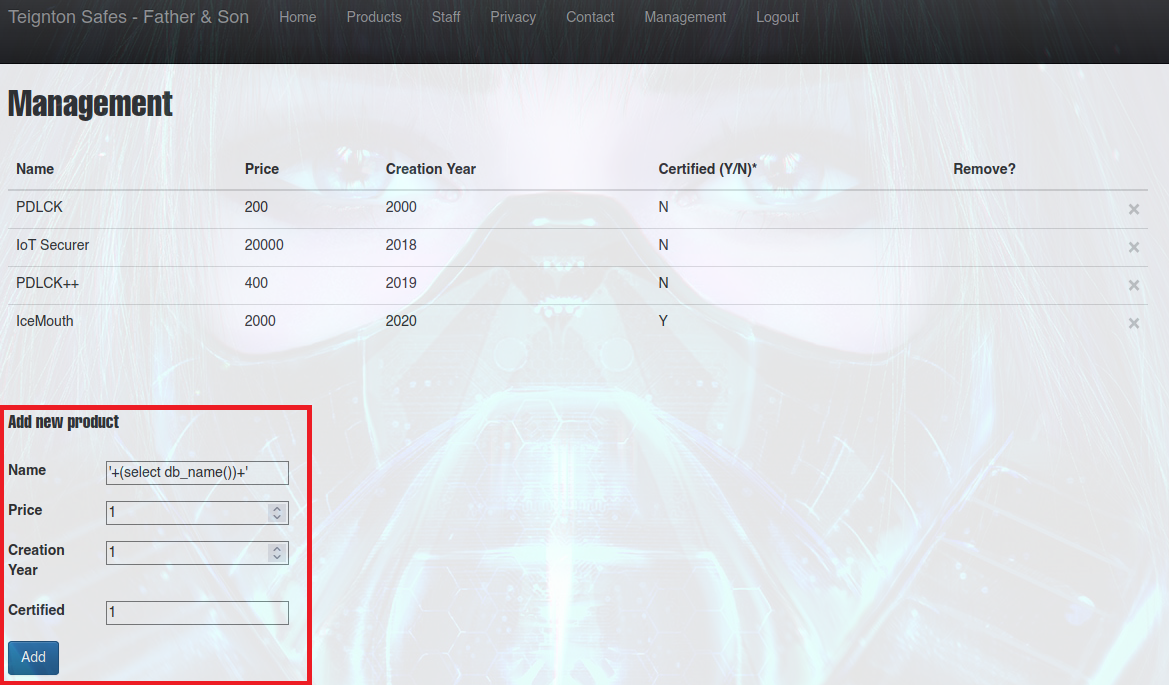 Teignton Safes - Father & Son Home Products Staff Privacy Contact Management Logout
Management
Name Price Creation Year Certified (Y/N)* Remove?
PDLCK 200 2000 N ×
IoT Securer 20000 2018 N ×
PDLCK++ 400 2019 N ×
IceMouth 2000 2020 Y ×
Add new product
Name '+(select db_name())+'
Price 1
Creation 1
Year
Certified 1
Add